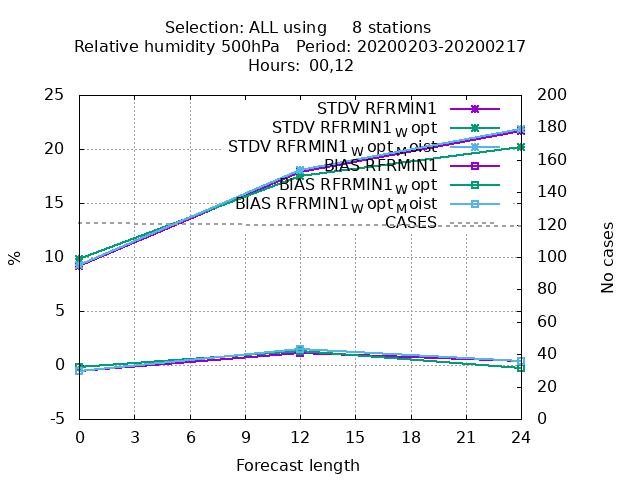 Selection: ALL using 8 stations
Relative humidity 500hPa Period: 20200203-20200217
Hours: 00,12
STDV RFRMIN1
STDV RFRMIN1_W opt
STDV RFRMIN1_W opt_M oist
BIAS RFRMIN1
BIAS RFRMIN1_W opt
BIAS RFRMIN1_W opt_M oist
CASES
25
20
15
10
5
0
-5
%
200
180
160
140
120
100
80
60
40
20
0
No cases
0 3 6 9 12 15 18 21 24
Forecast length